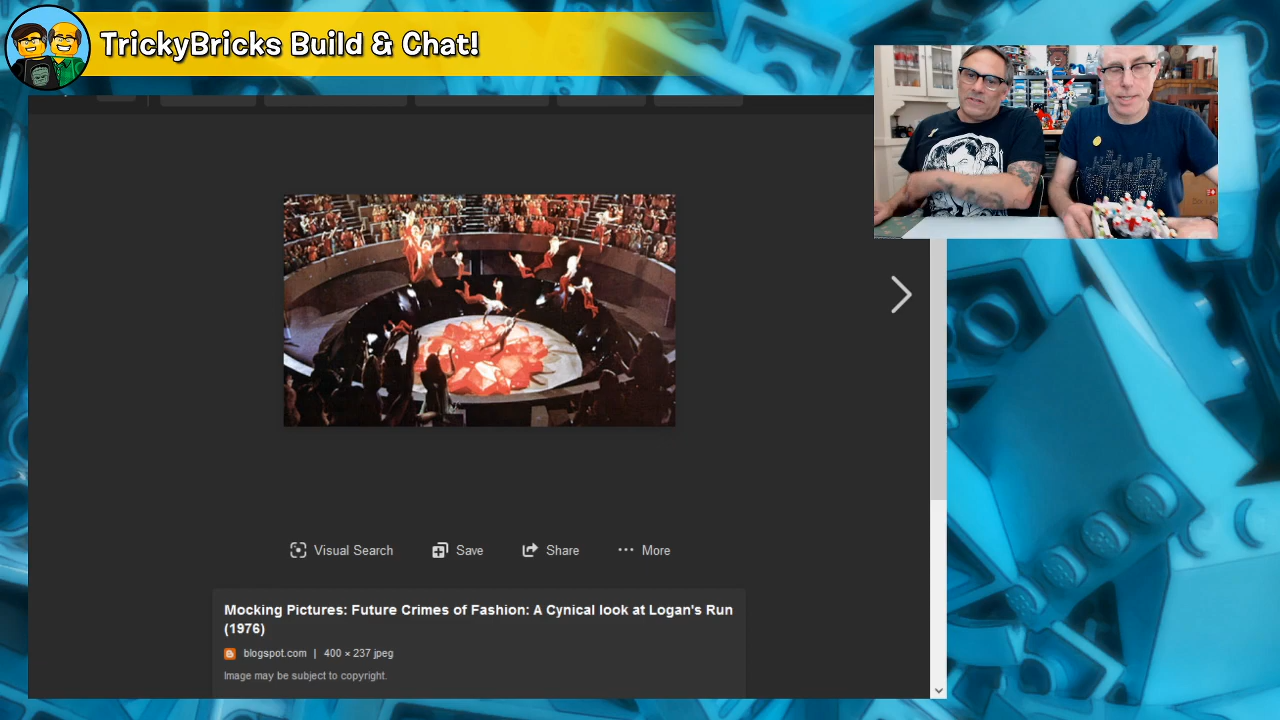 TrickyBricks Build & Chat!
Visual Search
Save
Share
More
Mocking Pictures: Future Crimes of Fashion: A Cynical look at Logan's Run
(1976)
blogspot.com | 400 × 237 jpeg
Image may be subject to copyright.